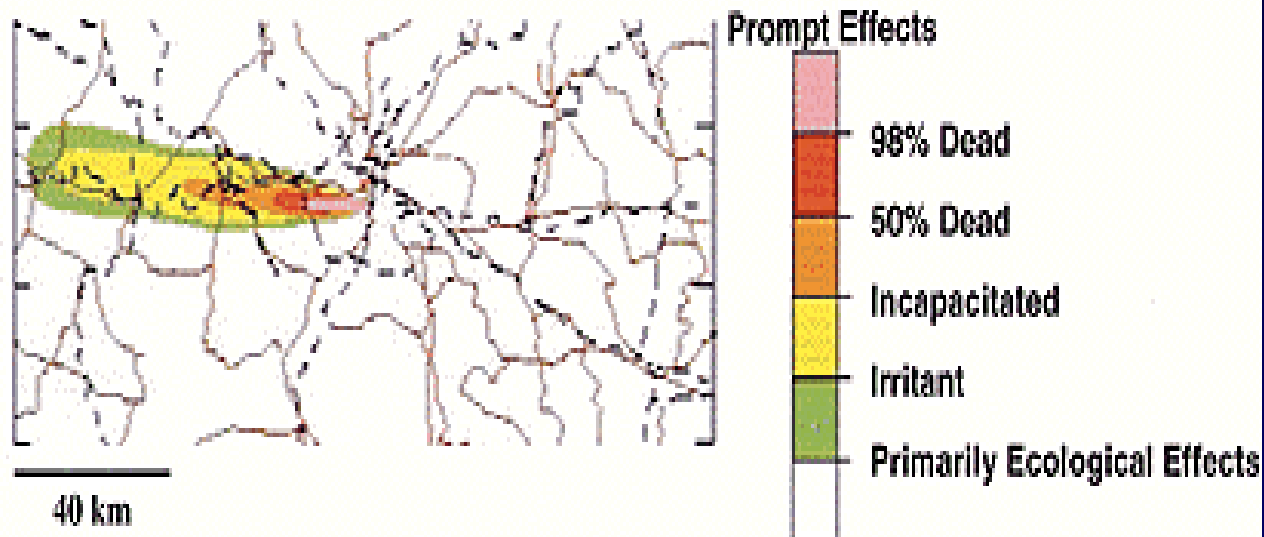 Prompt Effects
98% Dead
50% Dead
Incapacitated
Irritant
Primarily Ecological Effects
40 km